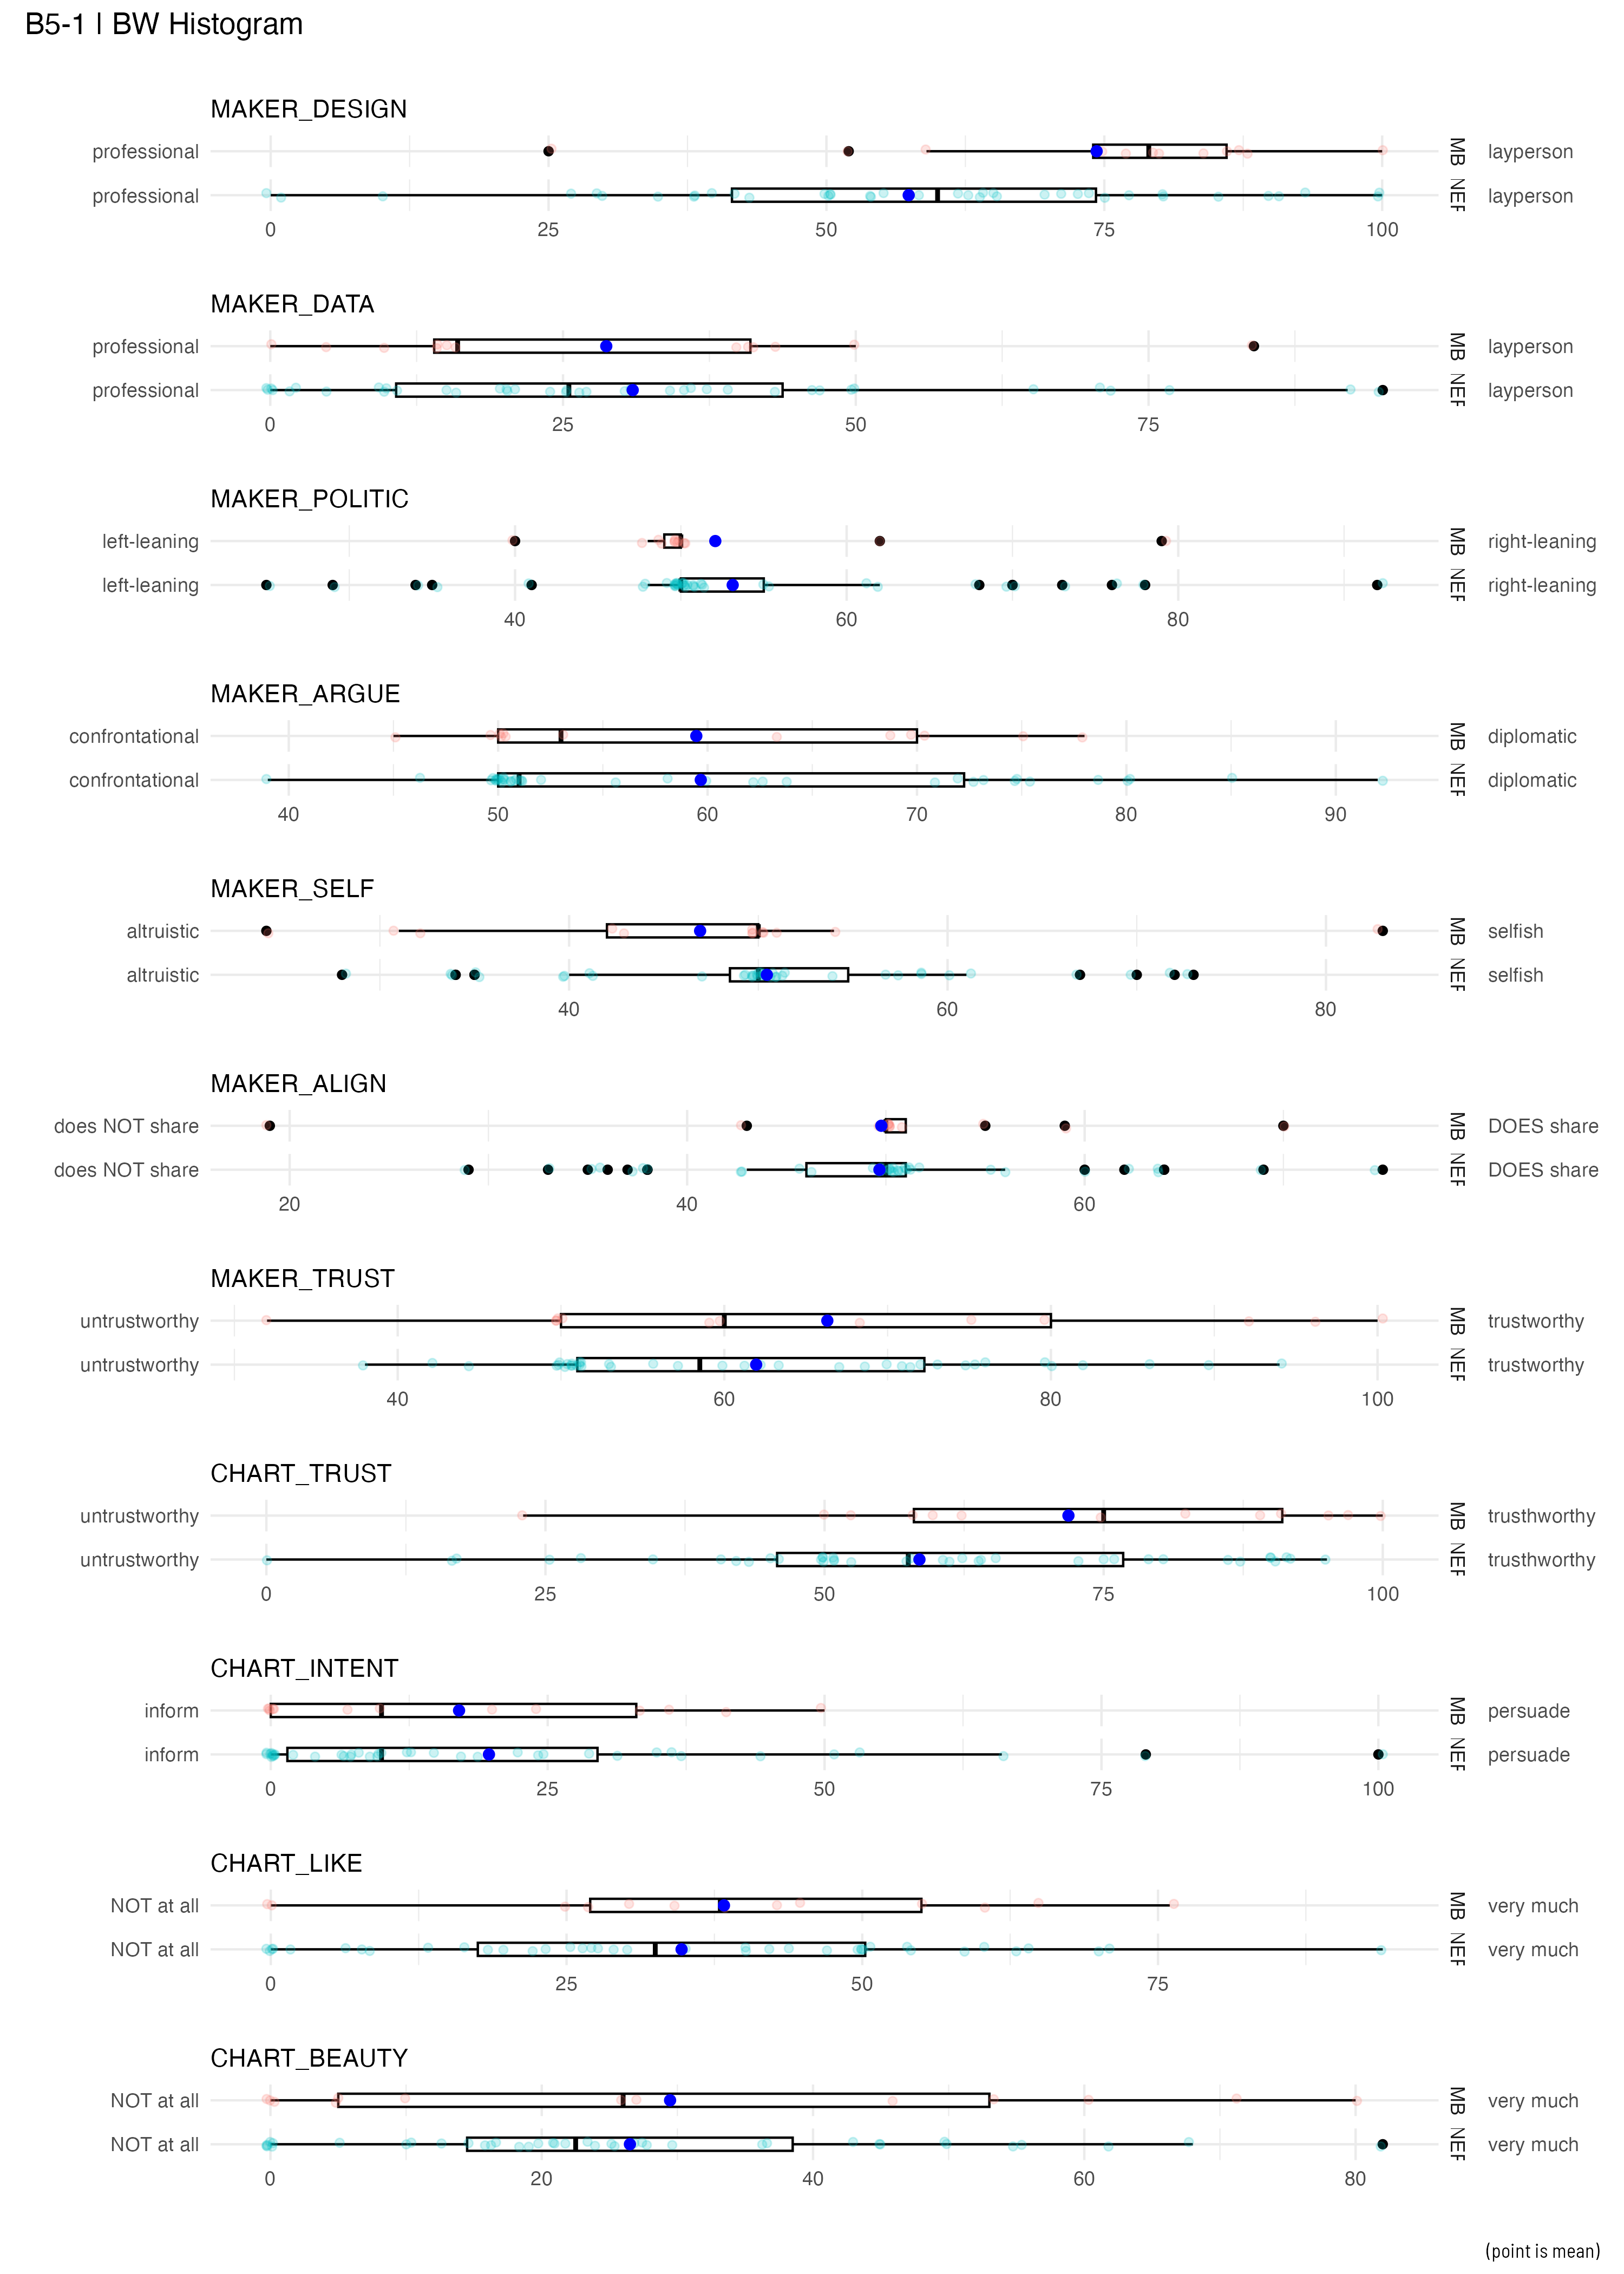 B5-1 | BW Histogram
MAKER_DESIGN
professional MB layperson
professional NEF layperson
0 25 50 75 100
MAKER_DATA
professional MB layperson
professional NEF layperson
0 25 50 75
MAKER_POLITIC
left-leaning MB right-leaning
left-leaning NEF right-leaning
40 60 80
MAKER_ARGUE
confrontational MB diplomatic
confrontational NEF diplomatic
40 50 60 70 80 90
MAKER_SELF
altruistic MB selfish
altruistic NEF selfish
40 60 80
MAKER_ALIGN
does NOT share MB DOES share
does NOT share NEF DOES share
20 40 60
MAKER_TRUST
untrustworthy MB trustworthy
untrustworthy NEF trustworthy
40 60 80 100
CHART_TRUST
untrustworthy MB trusthworthy
untrustworthy NEF trusthworthy
0 25 50 75 100
CHART_INTENT
inform MB persuade
inform NEF persuade
0 25 50 75 100
CHART_LIKE
NOT at all MB very much
NOT at all NEF very much
0 25 50 75
CHART_BEAUTY
NOT at all MB very much
NOT at all NEF very much
0 20 40 60 80
(point is mean)